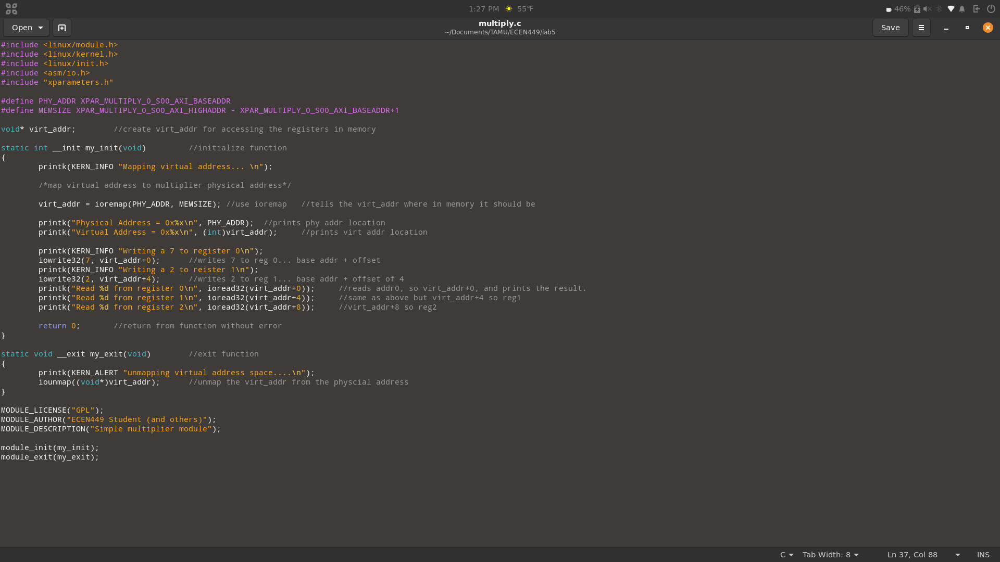 1:27 PM 55°F 46%
Open multiply.c Save
~/Documents/TAMU/ECEN449/lab5
#include <linux/module.h>
#include <linux/kernel.h>
#include <linux/init.h>
#include <asm/io.h>
#include "xparameters.h"
#define PHY_ADDR XPAR_MULTIPLY_0_S00_AXI_BASEADDR
#define MEMSIZE XPAR_MULTIPLY_0_S00_AXI_HIGHADDR - XPAR_MULTIPLY_0_S00_AXI_BASEADDR+1
void* virt_addr; //create virt_addr for accessing the registers in memory
static int __init my_init(void) //initialize function
{
printk(KERN_INFO "Mapping virtual address... \n");
/*map virtual address to multiplier physical address*/
virt_addr = ioremap(PHY_ADDR, MEMSIZE); //use ioremap //tells the virt_addr where in memory it should be
printk("Physical Address = 0x%x\n", PHY_ADDR); //prints phy addr location
printk("Virtual Address = 0x%x\n", (int)virt_addr); //prints virt addr location
printk(KERN_INFO "Writing a 7 to register 0\n");
iowrite32(7, virt_addr+0); //writes 7 to reg 0... base addr + offset
printk(KERN_INFO "Writing a 2 to reister 1\n");
iowrite32(2, virt_addr+4); //writes 2 to reg 1... base addr + offset of 4
printk("Read %d from register 0\n", ioread32(virt_addr+0)); //reads addr0, so virt_addr+0, and prints the result.
printk("Read %d from register 1\n", ioread32(virt_addr+4)); //same as above but virt_addr+4 so reg1
printk("Read %d from register 2\n", ioread32(virt_addr+8)); //virt_addr+8 so reg2
return 0; //return from function without error
}
static void __exit my_exit(void) //exit function
{
printk(KERN_ALERT "unmapping virtual address space....\n");
iounmap((void*)virt_addr); //unmap the virt_addr from the physcial address
}
MODULE_LICENSE("GPL");
MODULE_AUTHOR("ECEN449 Student (and others)");
MODULE_DESCRIPTION("Simple multiplier module");
module_init(my_init);
module_exit(my_exit);
C Tab Width: 8 Ln 37, Col 88 INS